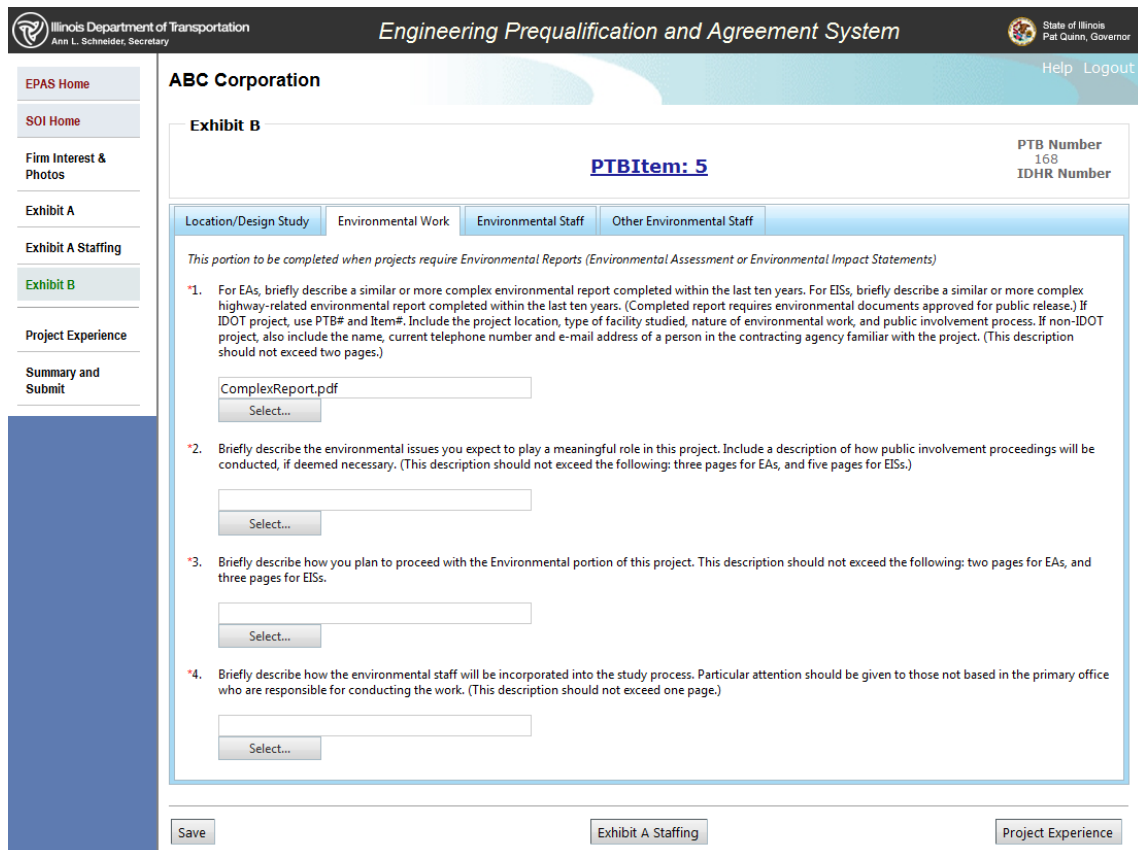 Illinois Department of Transportation
Ann L. Schneider, Secretary
Engineering Prequalification and Agreement System
State of Illinois
Pat Quinn, Governor
Help Logout
ABC Corporation
EPAS Home
SOI Home
Firm Interest &
Photos
Exhibit A
Exhibit A Staffing
Exhibit B
Project Experience
Summary and
Submit
Exhibit B
PTBItem: 5
PTB Number
168
IDHR Number
Location/Design Study
Environmental Work
Environmental Staff
Other Environmental Staff
This portion to be completed when projects require Environmental Reports (Environmental Assessment or Environmental Impact Statements)
*1. For EAs, briefly describe a similar or more complex environmental report completed within the last ten years. For EISs, briefly describe a similar or more complex
highway-related environmental report completed within the last ten years. (Completed report requires environmental documents approved for public release.) If
IDOT project, use PTB# and Item#. Include the project location, type of facility studied, nature of environmental work, and public involvement process. If non-IDOT
project, also include the name, current telephone number and e-mail address of a person in the contracting agency familiar with the project. (This description
should not exceed two pages.)
ComplexReport.pdf
Select...
*2. Briefly describe the environmental issues you expect to play a meaningful role in this project. Include a description of how public involvement proceedings will be
conducted, if deemed necessary. (This description should not exceed the following: three pages for EAs, and five pages for EISs.)
Select...
*3. Briefly describe how you plan to proceed with the Environmental portion of this project. This description should not exceed the following: two pages for EAs, and
three pages for EISs.
Select...
*4. Briefly describe how the environmental staff will be incorporated into the study process. Particular attention should be given to those not based in the primary office
who are responsible for conducting the work. (This description should not exceed one page.)
Select...
Save
Exhibit A Staffing
Project Experience